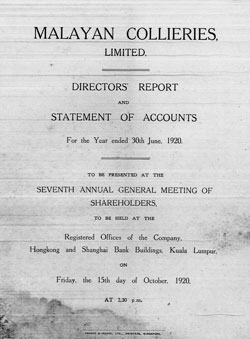 MALAYAN COLLIERIES,
LIMITED.
DIRECTORS' REPORT
AND
STATEMENT OF ACCOUNTS
For the Year ended 30th June, 1920.
TO BE PRESENTED AT THE
SEVENTH ANNUAL GENERAL MEETING OF
SHAREHOLDERS,
TO BE HELD AT THE
Registered Offices of the Company,
Hongkong and Shanghai Bank Buildings, Kuala Lumpur,
ON
Friday, the 15th day of October, 1920,
AT 2.30 p.m.